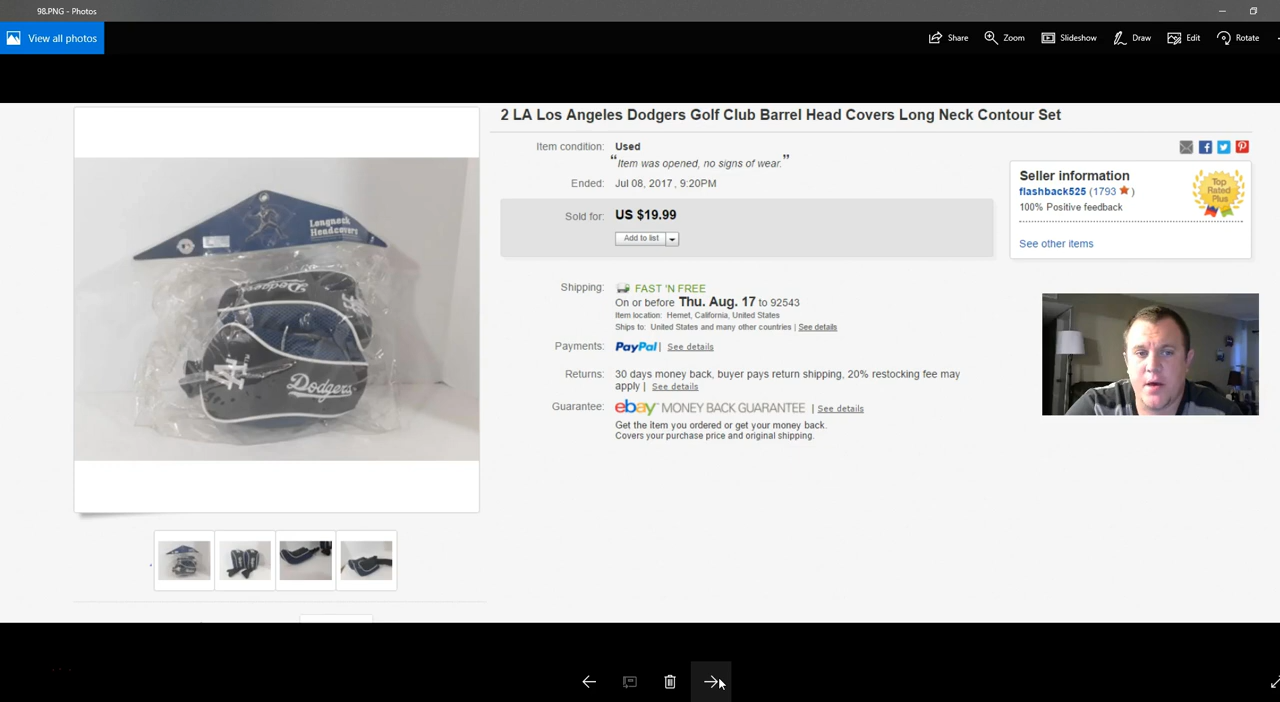 98.PNG - Photos
View all photos
Share
Zoom
Slideshow
Draw
Edit
Rotate
2 LA Los Angeles Dodgers Golf Club Barrel Head Covers Long Neck Contour Set
Item condition: Used
“Item was opened, no signs of wear.”
Ended: Jul 08, 2017 , 9:20PM
Sold for: US $19.99
Add to list
Shipping: FAST 'N FREE
On or before Thu. Aug. 17 to 92543
Item location: Hemet, California, United States
Ships to: United States and many other countries | See details
Payments: PayPal | See details
Returns: 30 days money back, buyer pays return shipping, 20% restocking fee may
apply | See details
Guarantee: ebay MONEY BACK GUARANTEE | See details
Get the item you ordered or get your money back.
Covers your purchase price and original shipping.
Seller information
flashback525 (1793 )
100% Positive feedback
Top
Rated
Plus
See other items
Longneck
Headcovers
Dodgers
LA
Dodgers